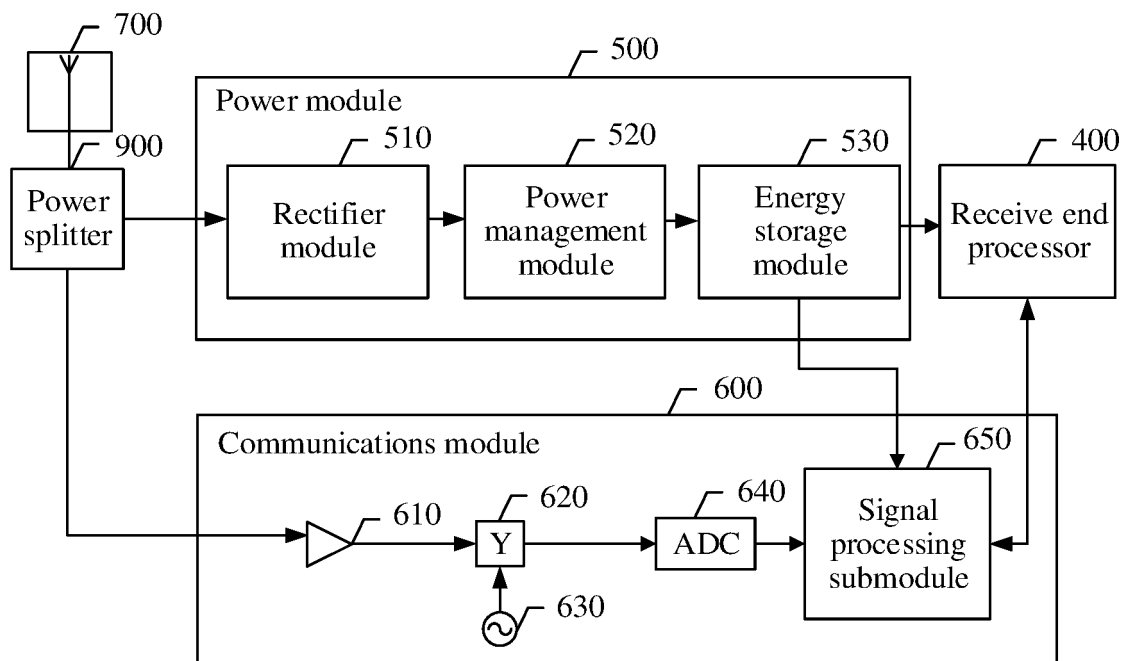 700
500
Power module
900
510
520
530
400
Power
splitter
Rectifier
module
Power
management
module
Energy
storage
module
Receive end
processor
600
Communications module
650
610
620
640
Y
ADC
Signal
processing
submodule
630